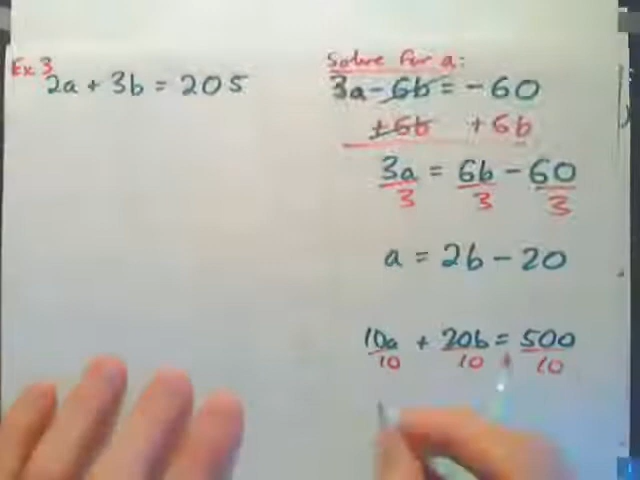 Ex 3
2a + 3b = 205
Solve for a:
3a - 6b = -60
+6b +6b
3a = 6b - 60
3 3 3
a = 2b - 20
10a + 20b = 500
10 10 10